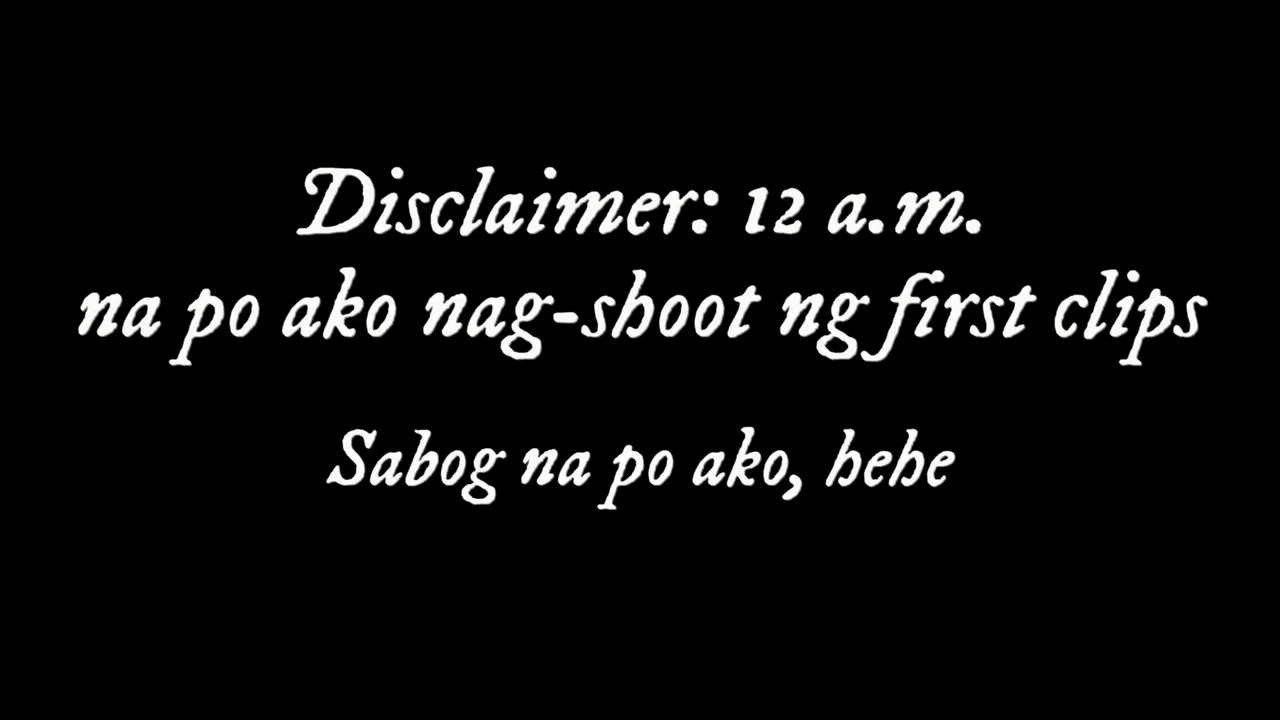 Disclaimer: 12 a.m.
na po ako nag-shoot ng first clips
Sabog na po ako, hehe